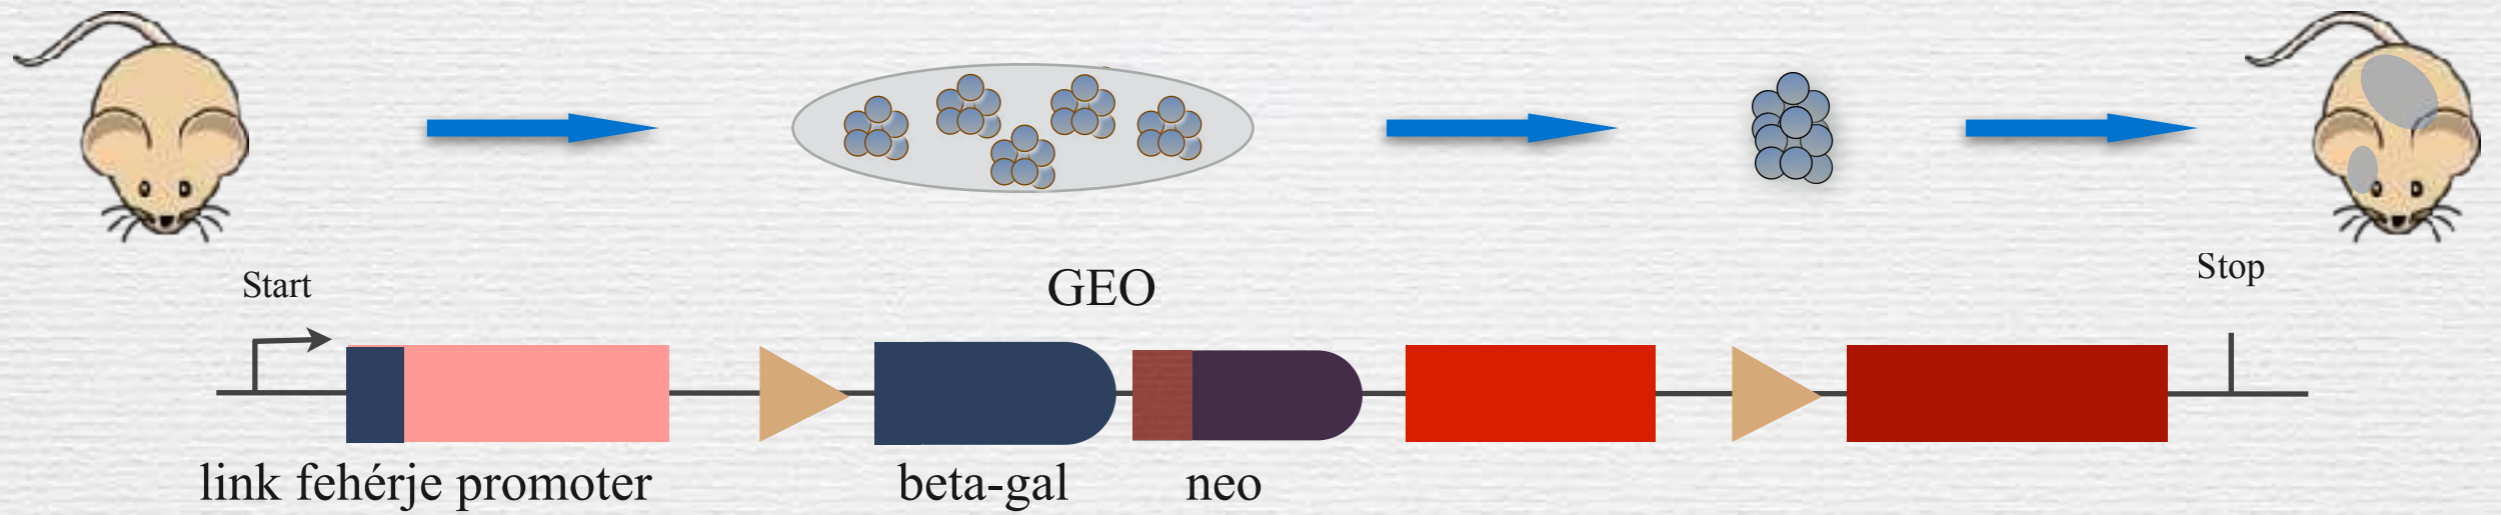 Start
GEO
Stop
link fehérje promoter
beta-gal
neo